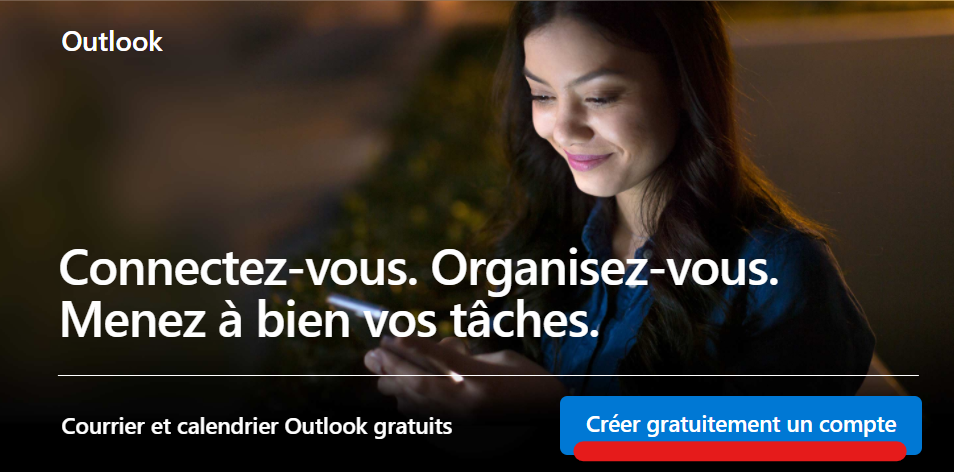 Outlook
Connectez-vous. Organisez-vous.
Menez à bien vos tâches.
Courrier et calendrier Outlook gratuits
Créer gratuitement un compte